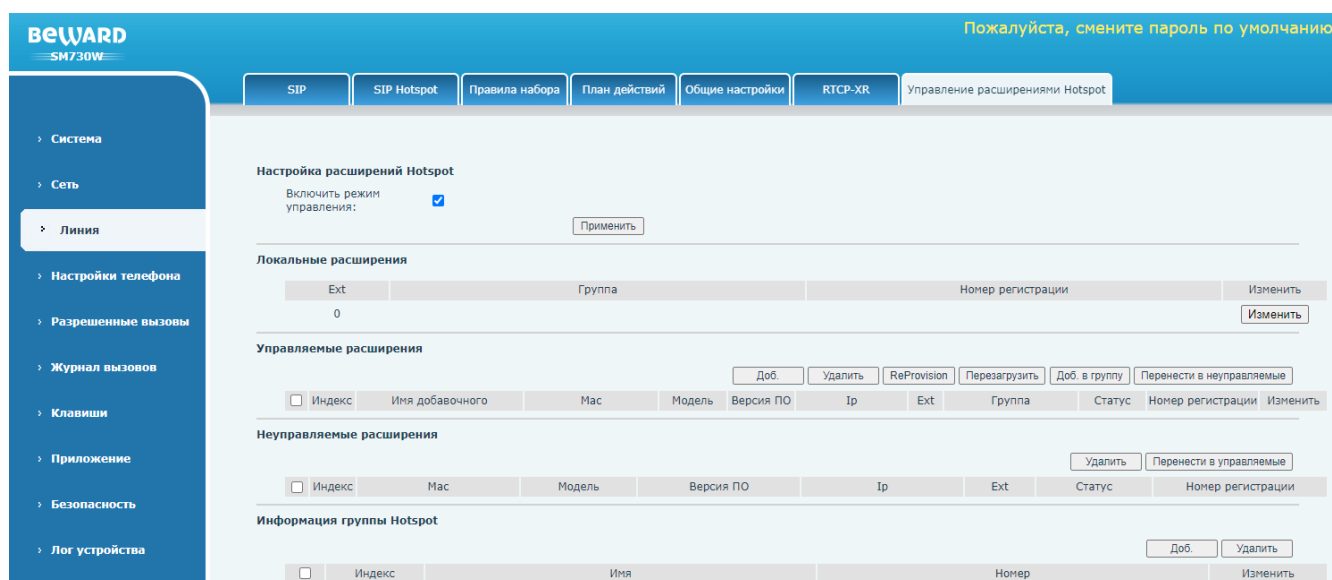 BEWARD
SM730W
Пожалуйста, смените пароль по умолчанию
SIP
SIP Hotspot
Правила набора
План действий
Общие настройки
RTCP-XR
Управление расширениями Hotspot
› Система
› Сеть
› Линия
› Настройки телефона
› Разрешенные вызовы
› Журнал вызовов
› Клавиши
› Приложение
› Безопасность
› Лог устройства
Настройка расширений Hotspot
Включить режим
управления:
Применить
Локальные расширения
Ext Группа Номер регистрации Изменить
0 Изменить
Управляемые расширения
Доб. Удалить ReProvision Перезагрузить Доб. в группу Перенести в неуправляемые
Индекс Имя добавочного Mac Модель Версия ПО Ip Ext Группа Статус Номер регистрации Изменить
Неуправляемые расширения
Удалить Перенести в управляемые
Индекс Mac Модель Версия ПО Ip Ext Статус Номер регистрации
Информация группы Hotspot
Доб. Удалить
Индекс Имя Номер Изменить